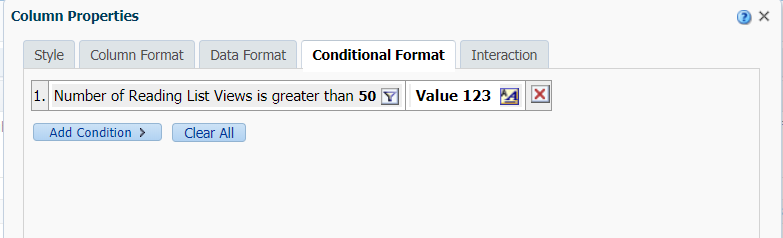 Column Properties
Style Column Format Data Format Conditional Format Interaction
1. Number of Reading List Views is greater than 50 Value 123
Add Condition > Clear All